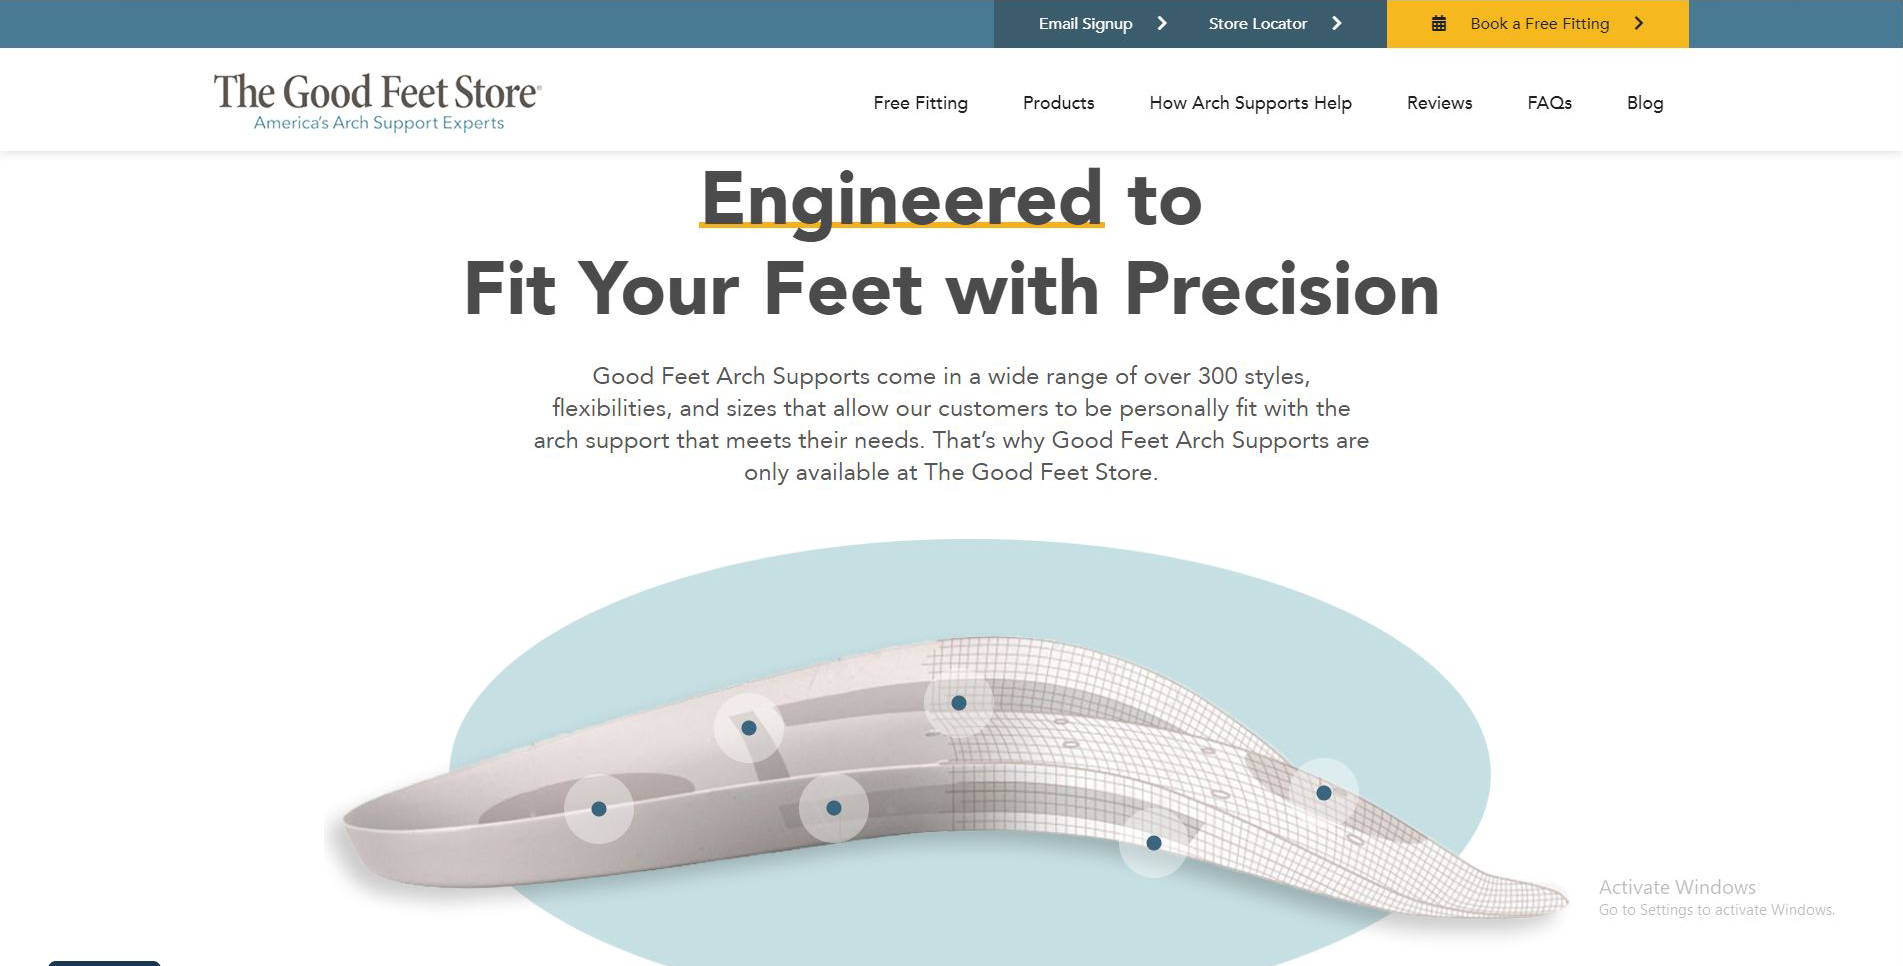 Email Signup
Store Locator
Book a Free Fitting
The Good Feet Store®
America's Arch Support Experts
Free Fitting
Products
How Arch Supports Help
Reviews
FAQs
Blog
Engineered to
Fit Your Feet with Precision
Good Feet Arch Supports come in a wide range of over 300 styles,
flexibilities, and sizes that allow our customers to be personally fit with the
arch support that meets their needs. That’s why Good Feet Arch Supports are
only available at The Good Feet Store.
Activate Windows
Go to Settings to activate Windows.